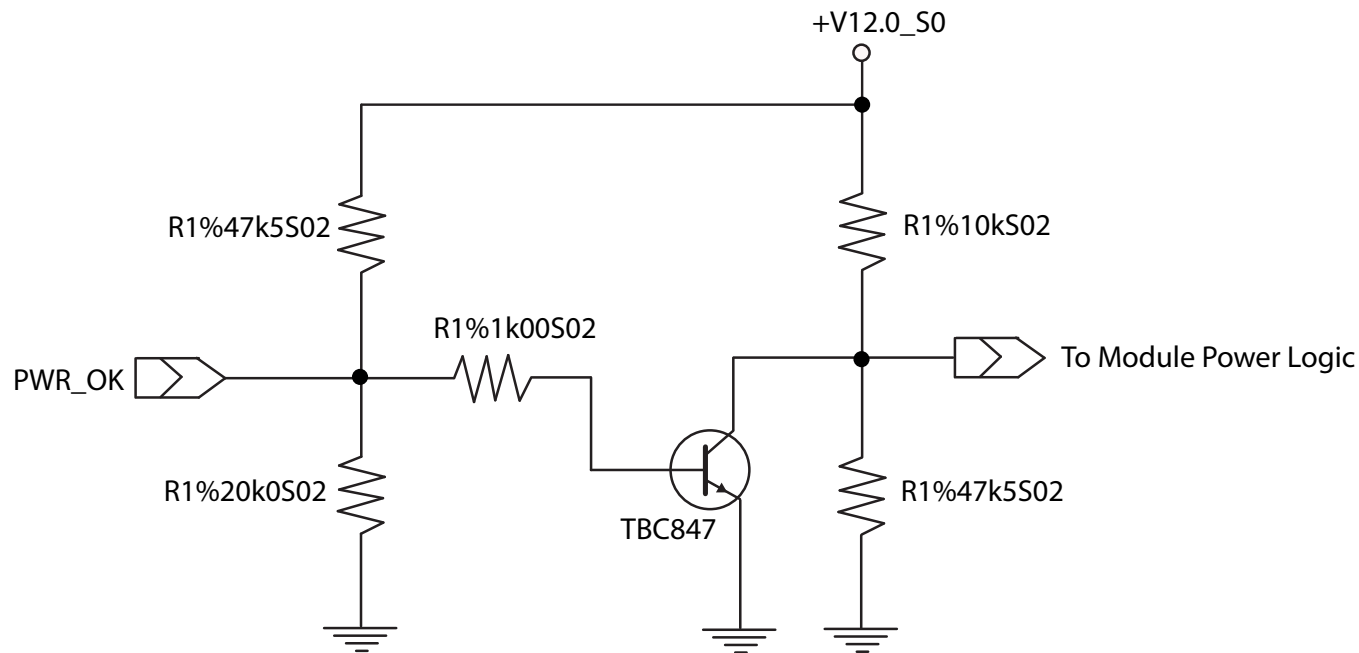 +V12.0_S0
R1%47k5S02
R1%10kS02
R1%1k00S02
PWR_OK
To Module Power Logic
R1%20k0S02
TBC847
R1%47k5S02